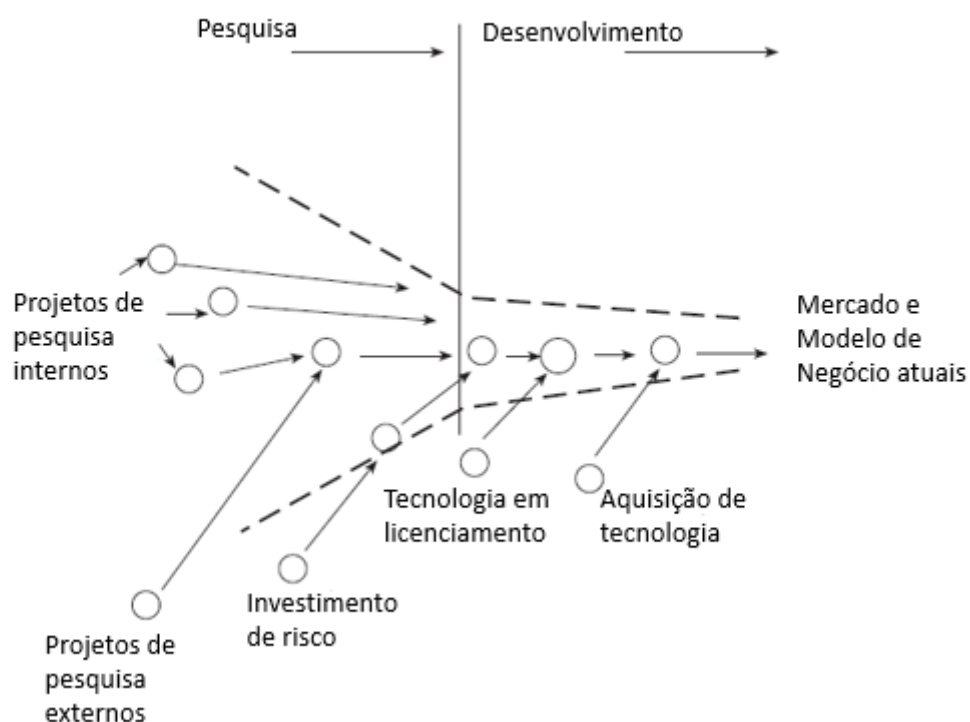 Pesquisa
Desenvolvimento
Projetos de
pesquisa
internos
Mercado e
Modelo de
Negócio atuais
Tecnologia em
licenciamento
Aquisição de
tecnologia
Investimento
de risco
Projetos de
pesquisa
externos